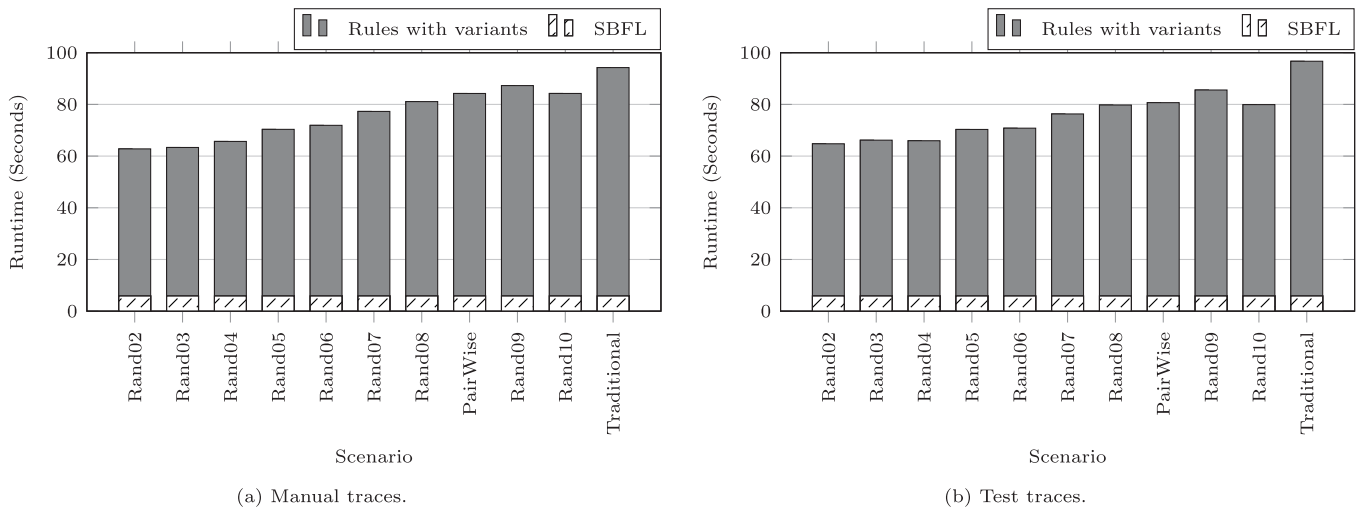 Rules with variants SBFL
100
80
60
40
20
0
Runtime (Seconds)
Rand02
Rand03
Rand04
Rand05
Rand06
Rand07
Rand08
PairWise
Rand09
Rand10
Traditional
Scenario
(a) Manual traces.
Rules with variants SBFL
100
80
60
40
20
0
Runtime (Seconds)
Rand02
Rand03
Rand04
Rand05
Rand06
Rand07
Rand08
PairWise
Rand09
Rand10
Traditional
Scenario
(b) Test traces.